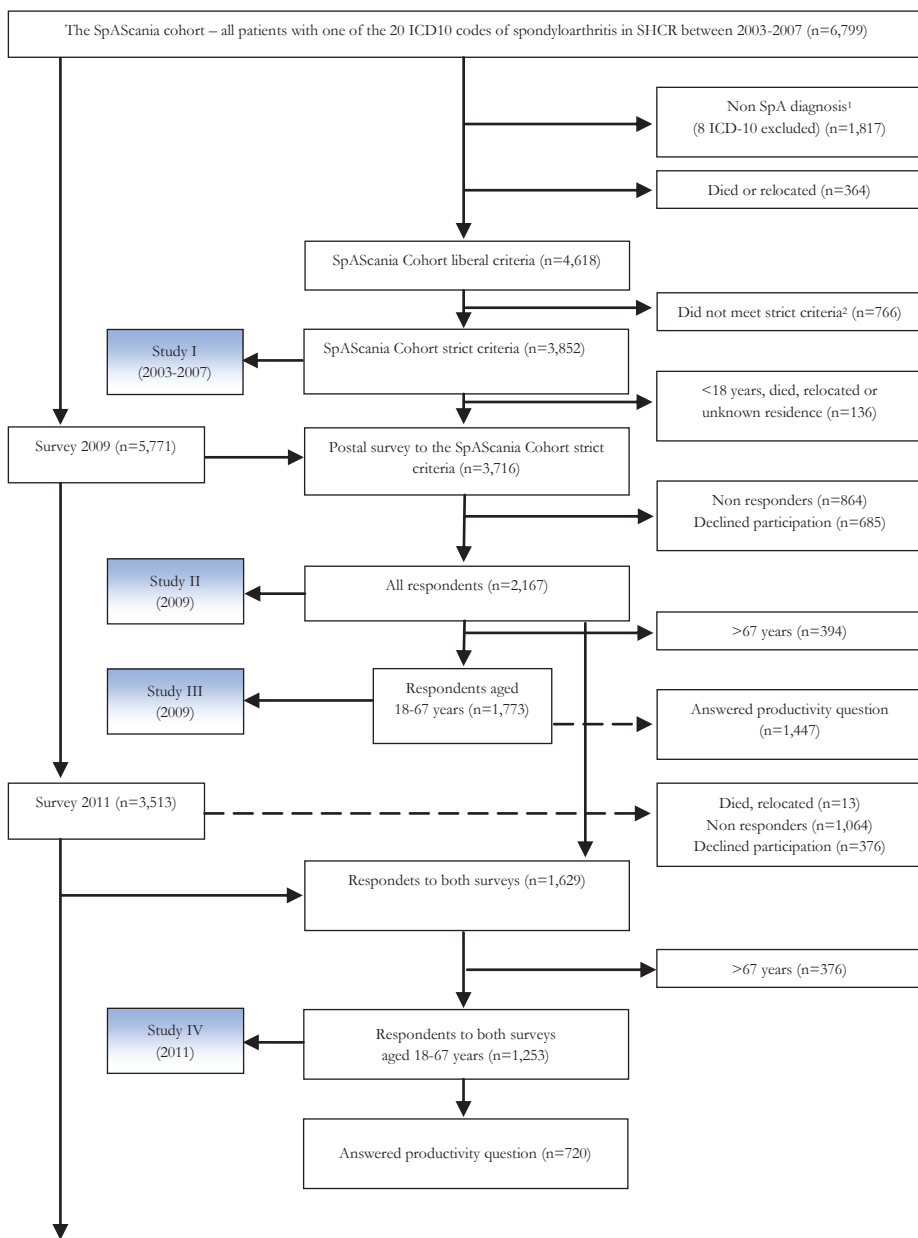 The SpAScania cohort – all patients with one of the 20 ICD10 codes of spondyloarthritis in SHCR between 2003-2007 (n=6,799)
Non SpA diagnosis¹
(8 ICD-10 excluded) (n=1,817)
Died or relocated (n=364)
SpAScania Cohort liberal criteria (n=4,618)
Did not meet strict criteria² (n=766)
Study I
(2003-2007)
SpAScania Cohort strict criteria (n=3,852)
<18 years, died, relocated or
unknown residence (n=136)
Survey 2009 (n=5,771)
Postal survey to the SpAScania Cohort strict
criteria (n=3,716)
Non responders (n=864)
Declined participation (n=685)
Study II
(2009)
All respondents (n=2,167)
>67 years (n=394)
Study III
(2009)
Respondents aged
18-67 years (n=1,773)
Answered productivity question
(n=1,447)
Survey 2011 (n=3,513)
Died, relocated (n=13)
Non responders (n=1,064)
Declined participation (n=376)
Respondets to both surveys (n=1,629)
>67 years (n=376)
Study IV
(2011)
Respondents to both surveys
aged 18-67 years (n=1,253)
Answered productivity question (n=720)